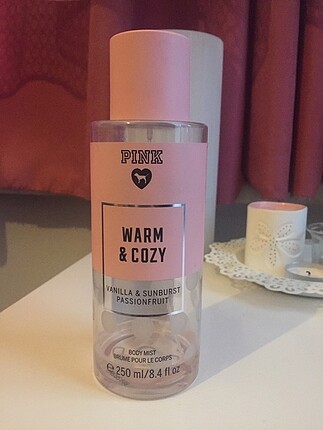 PINK
WARM
& COZY
VANILLA & SUNBURST
PASSIONFRUIT
BODY MIST
BRUME POUR LE CORPS
℮ 250 ml/8.4 fl oz